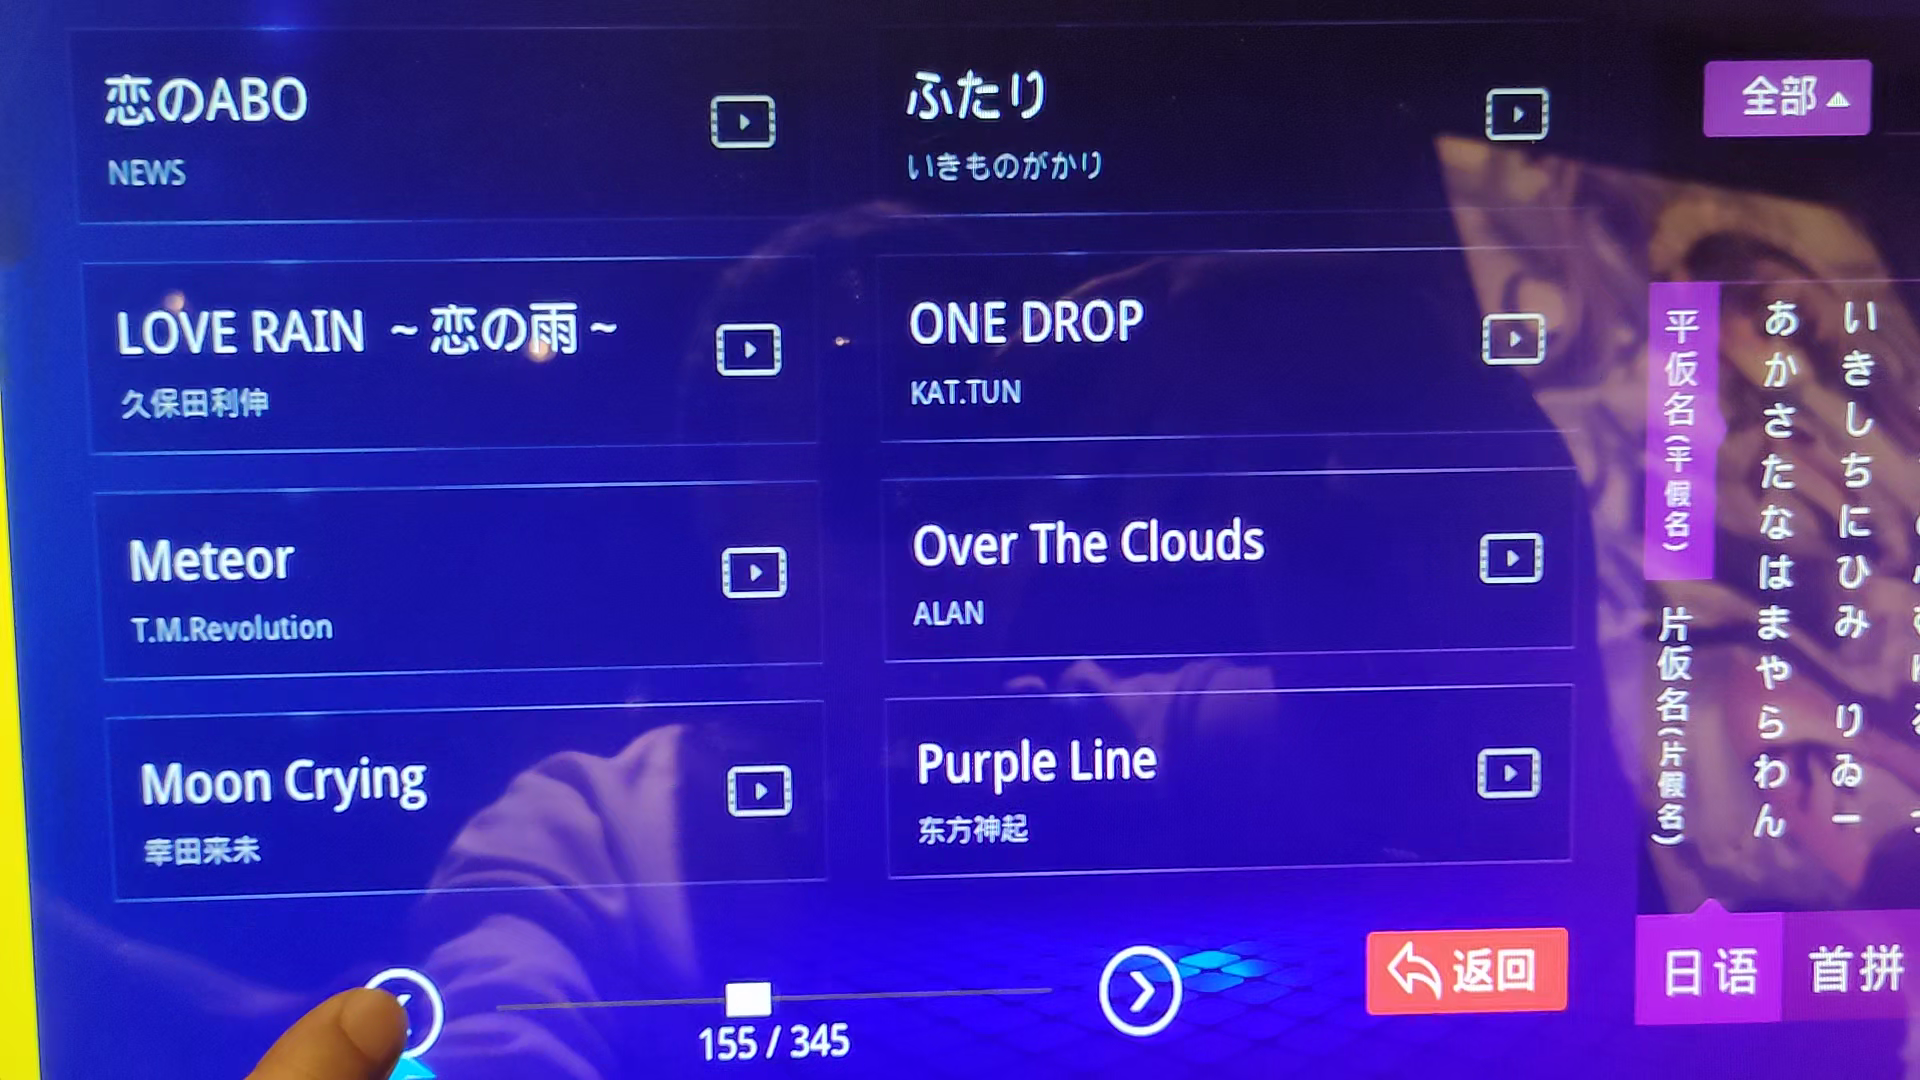 恋のABO
NEWS
ふたり
いきものがかり
LOVE RAIN ~恋の雨~
久保田利伸
ONE DROP
KAT.TUN
Meteor
T.M.Revolution
Over The Clouds
ALAN
Moon Crying
幸田来未
Purple Line
东方神起
155 / 345
返回
全部
平仮名(平假名)
片仮名(片假名)
あ い
か き
さ し
た ち
な に
は ひ
ま み
や
ら り
わ ゐ
ん ー
日语
首拼